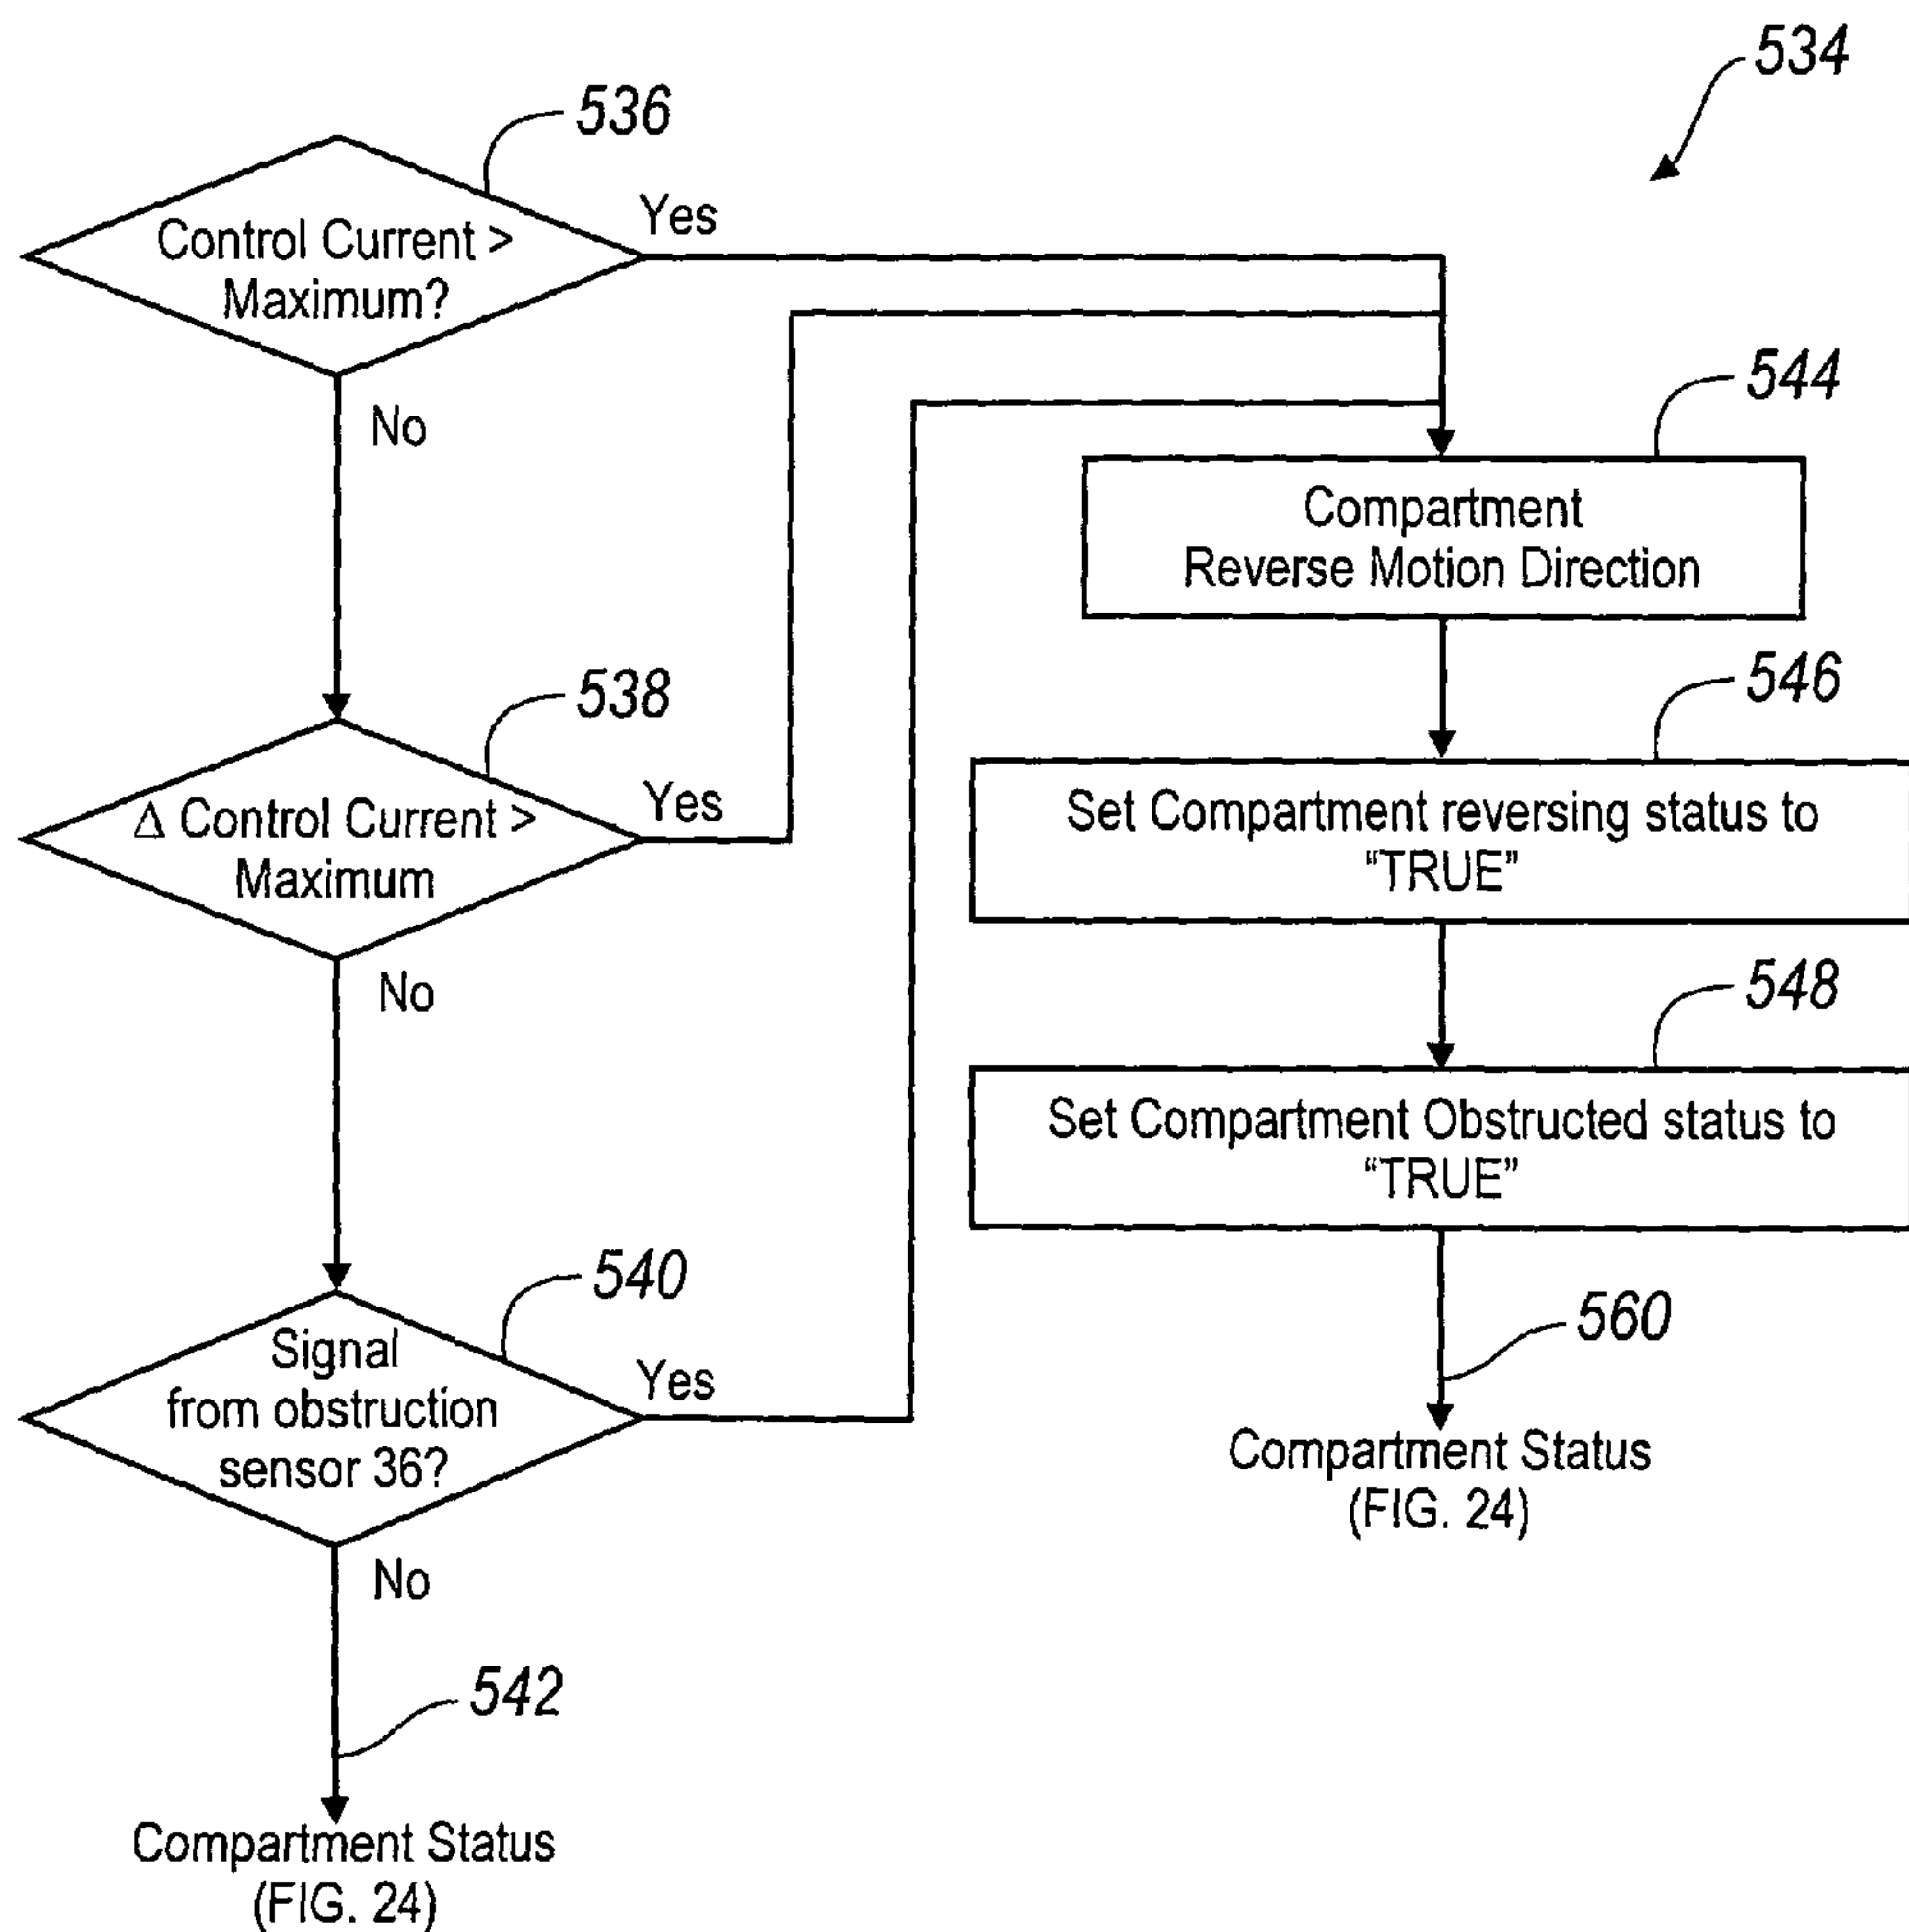 534
536
Control Current >
Maximum?
Yes
No
544
Compartment
Reverse Motion Direction
546
Set Compartment reversing status to
“TRUE”
538
Δ Control Current >
Maximum
Yes
No
548
Set Compartment Obstructed status to
“TRUE”
540
Signal
from obstruction
sensor 36?
Yes
No
560
Compartment Status
(FIG. 24)
542
Compartment Status
(FIG. 24)